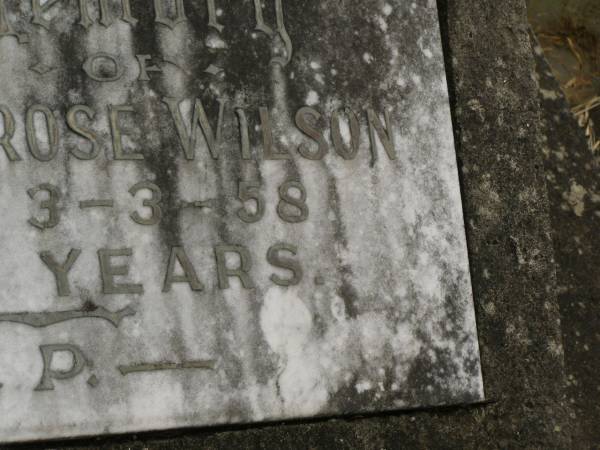 OF
ROSE WILSON
3-3-58
YEARS.
P. —